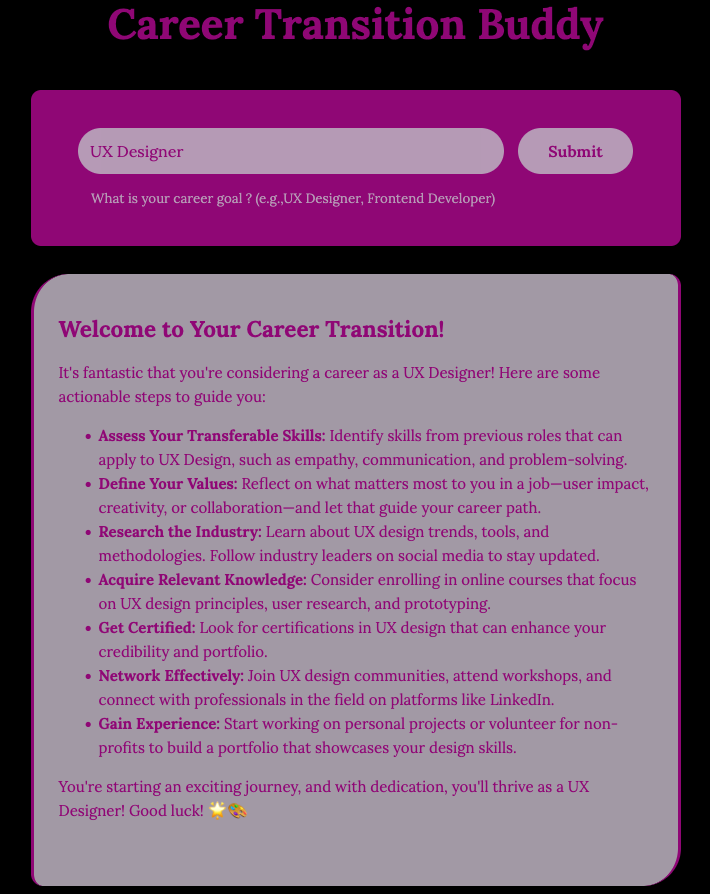 Career Transition Buddy
UX Designer
Submit
What is your career goal ? (e.g.,UX Designer, Frontend Developer)
Welcome to Your Career Transition!
It's fantastic that you're considering a career as a UX Designer! Here are some
actionable steps to guide you:
• Assess Your Transferable Skills: Identify skills from previous roles that can
apply to UX Design, such as empathy, communication, and problem-solving.
• Define Your Values: Reflect on what matters most to you in a job—user impact,
creativity, or collaboration—and let that guide your career path.
• Research the Industry: Learn about UX design trends, tools, and
methodologies. Follow industry leaders on social media to stay updated.
• Acquire Relevant Knowledge: Consider enrolling in online courses that focus
on UX design principles, user research, and prototyping.
• Get Certified: Look for certifications in UX design that can enhance your
credibility and portfolio.
• Network Effectively: Join UX design communities, attend workshops, and
connect with professionals in the field on platforms like LinkedIn.
• Gain Experience: Start working on personal projects or volunteer for non-
profits to build a portfolio that showcases your design skills.
You're starting an exciting journey, and with dedication, you'll thrive as a UX
Designer! Good luck! 🌟🎨